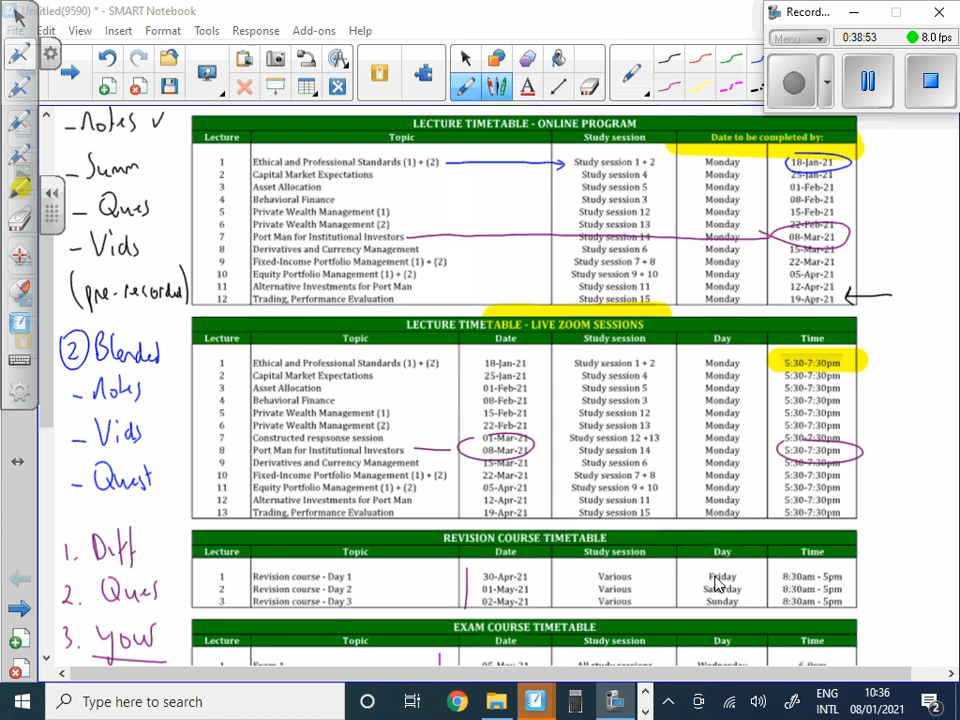 Untitled(9590) * - SMART Notebook
File Edit View Insert Format Tools Response Add-ons Help
Record...
Menu 0:38:53 8.0 fps
- Notes ✓
- Summ
- Ques
- Vids
(pre-recorded)
② Blended
- Notes
- Vids
- Quest
1. Diff
2. Ques
3. Your
LECTURE TIMETABLE - ONLINE PROGRAM
Lecture Topic Study session Date to be completed by:
1 Ethical and Professional Standards (1) + (2) Study session 1 + 2 Monday 18-Jan-21
2 Capital Market Expectations Study session 4 Monday 25-Jan-21
3 Asset Allocation Study session 5 Monday 01-Feb-21
4 Behavioral Finance Study session 3 Monday 08-Feb-21
5 Private Wealth Management (1) Study session 12 Monday 15-Feb-21
6 Private Wealth Management (2) Study session 13 Monday 22-Feb-21
7 Port Man for Institutional Investors Study session 14 Monday 08-Mar-21
8 Derivatives and Currency Management Study session 6 Monday 15-Mar-21
9 Fixed-Income Portfolio Management (1) + (2) Study session 7 + 8 Monday 22-Mar-21
10 Equity Portfolio Management (1) + (2) Study session 9 + 10 Monday 05-Apr-21
11 Alternative Investments for Port Man Study session 11 Monday 12-Apr-21
12 Trading, Performance Evaluation Study session 15 Monday 19-Apr-21
LECTURE TIMETABLE - LIVE ZOOM SESSIONS
Lecture Topic Date Study session Day Time
1 Ethical and Professional Standards (1) + (2) 18-Jan-21 Study session 1 + 2 Monday 5:30-7:30pm
2 Capital Market Expectations 25-Jan-21 Study session 4 Monday 5:30-7:30pm
3 Asset Allocation 01-Feb-21 Study session 5 Monday 5:30-7:30pm
4 Behavioral Finance 08-Feb-21 Study session 3 Monday 5:30-7:30pm
5 Private Wealth Management (1) 15-Feb-21 Study session 12 Monday 5:30-7:30pm
6 Private Wealth Management (2) 22-Feb-21 Study session 13 Monday 5:30-7:30pm
7 Constructed respsonse session 01-Mar-21 Study session 12 +13 Monday 5:30-7:30pm
8 Port Man for Institutional Investors 08-Mar-21 Study session 14 Monday 5:30-7:30pm
9 Derivatives and Currency Management 15-Mar-21 Study session 6 Monday 5:30-7:30pm
10 Fixed-Income Portfolio Management (1) + (2) 22-Mar-21 Study session 7 + 8 Monday 5:30-7:30pm
11 Equity Portfolio Management (1) + (2) 05-Apr-21 Study session 9 + 10 Monday 5:30-7:30pm
12 Alternative Investments for Port Man 12-Apr-21 Study session 11 Monday 5:30-7:30pm
13 Trading, Performance Evaluation 19-Apr-21 Study session 15 Monday 5:30-7:30pm
REVISION COURSE TIMETABLE
Lecture Topic Date Study session Day Time
1 Revision course - Day 1 30-Apr-21 Various Friday 8:30am - 5pm
2 Revision course - Day 2 01-May-21 Various Saturday 8:30am - 5pm
3 Revision course - Day 3 02-May-21 Various Sunday 8:30am - 5pm
EXAM COURSE TIMETABLE
Lecture Topic Date Study session Day Time
1 Exam 1 05-May-21 All study sessions Wednesday 6-9pm
Type here to search
ENG
INTL
10:36
08/01/2021
2